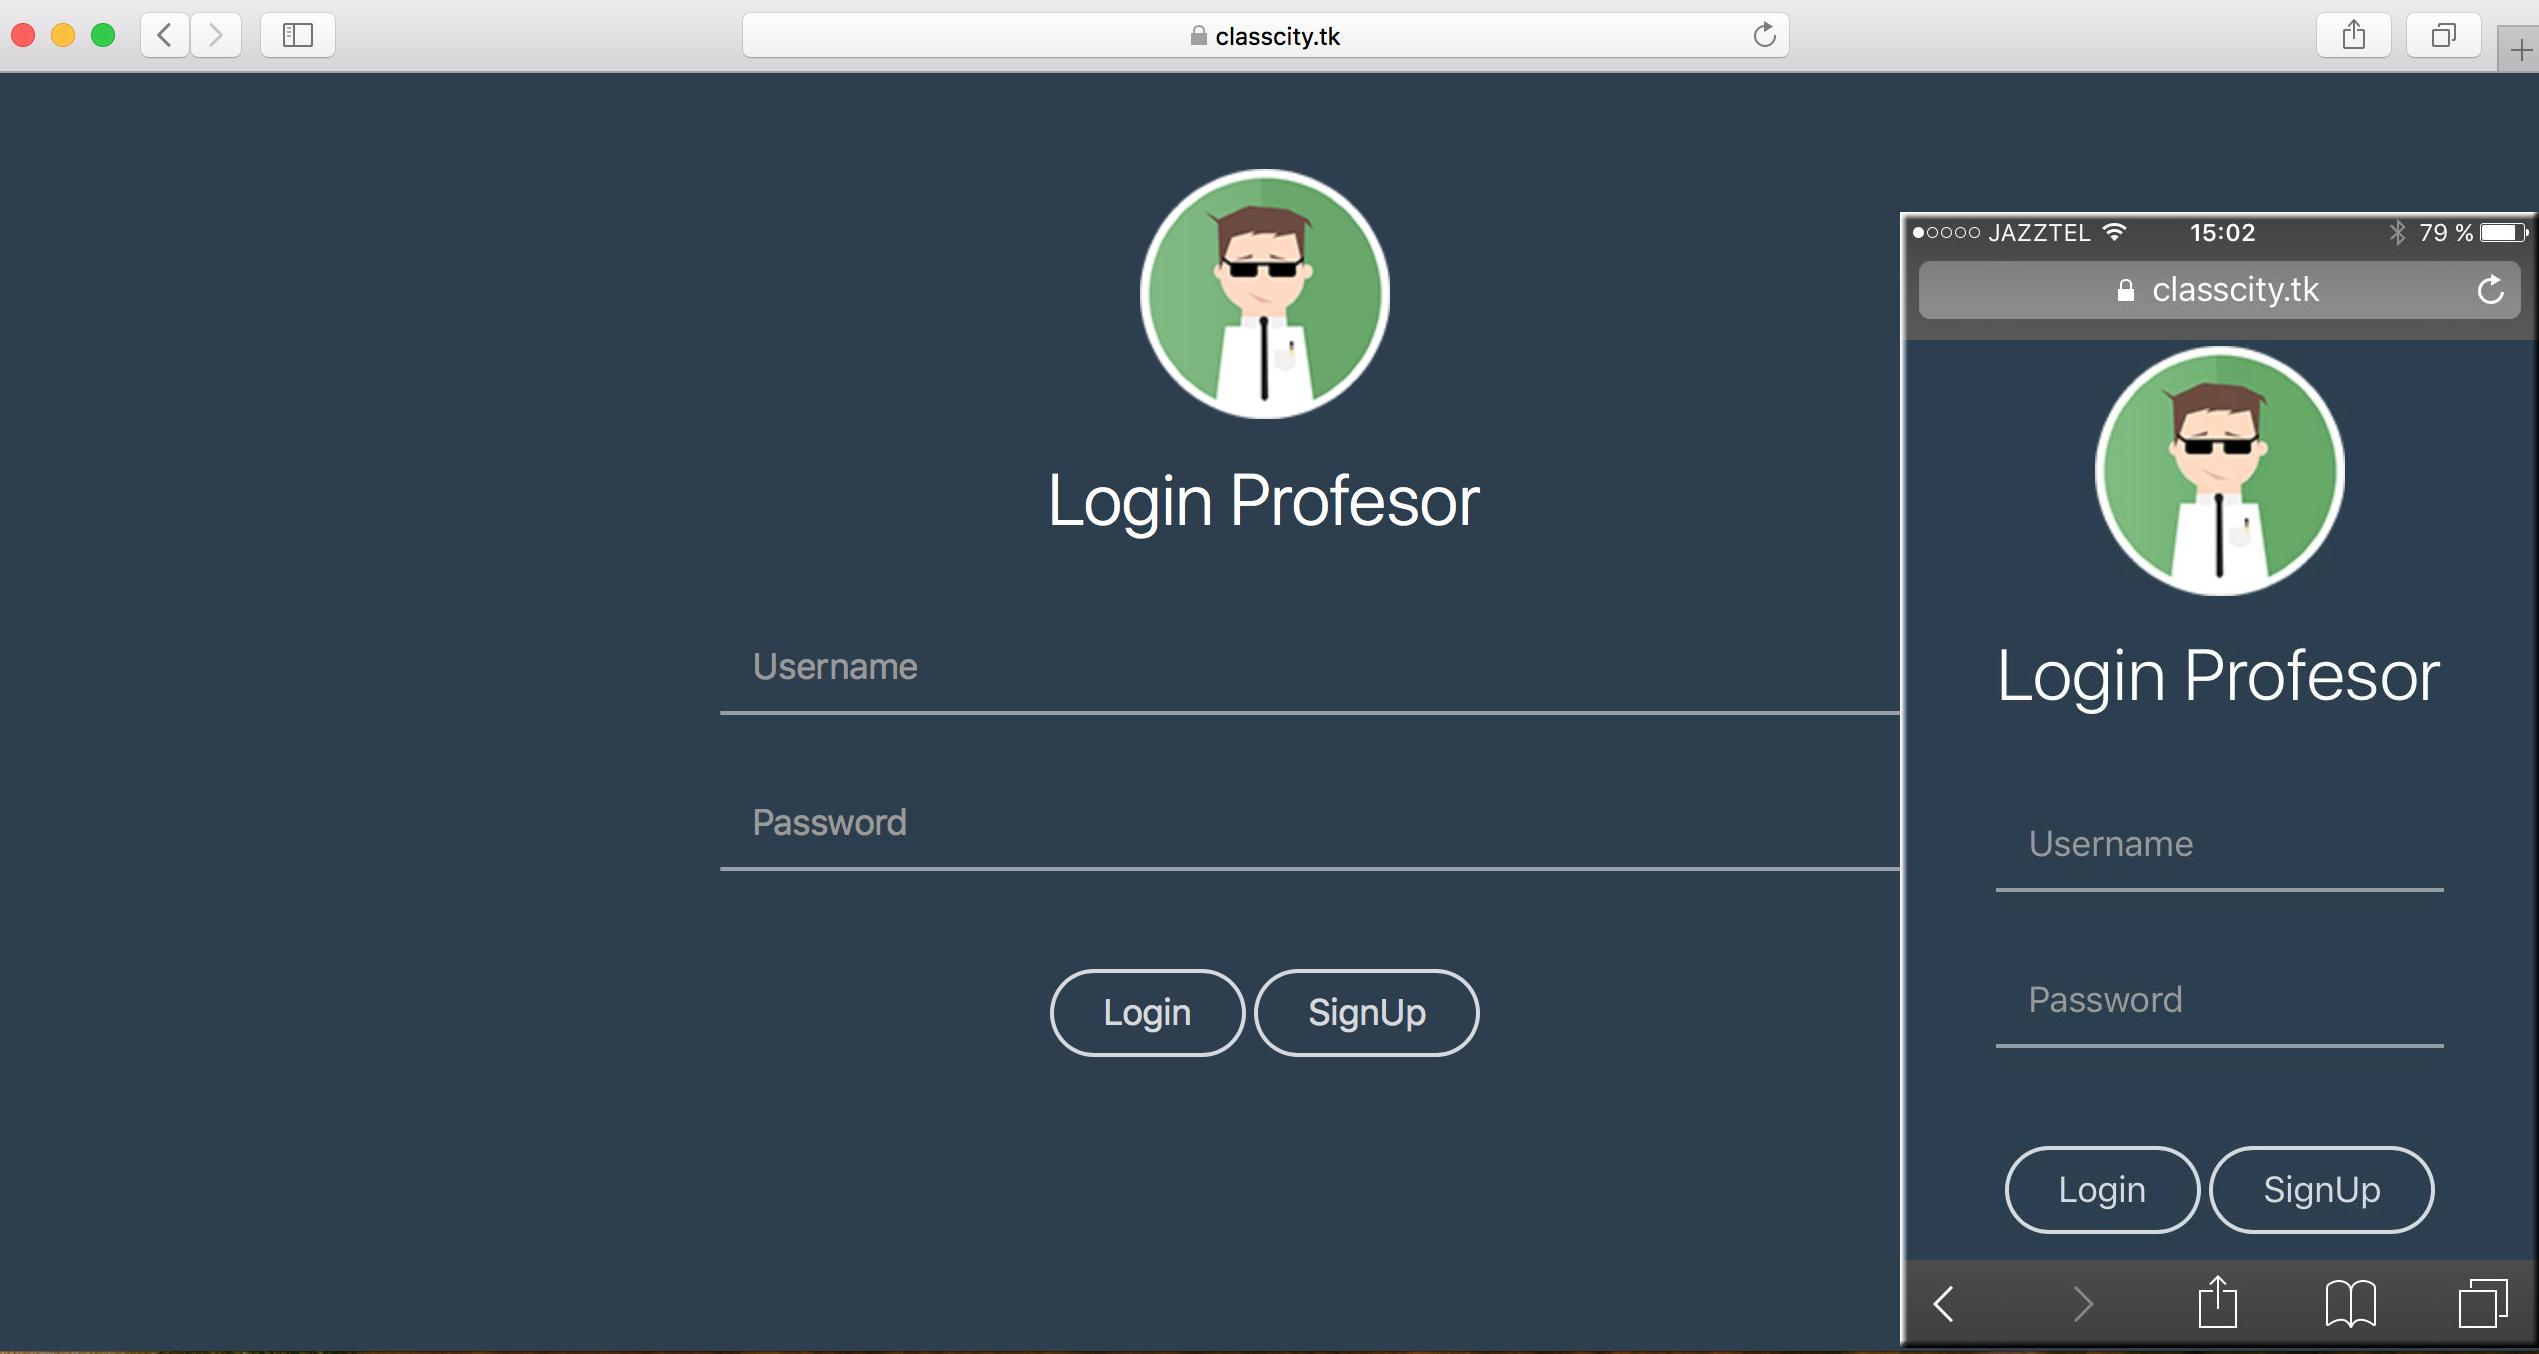 classcity.tk
Login Profesor
Username
Password
Login
SignUp
JAZZTEL
15:02
79 %
classcity.tk
Login Profesor
Username
Password
Login
SignUp